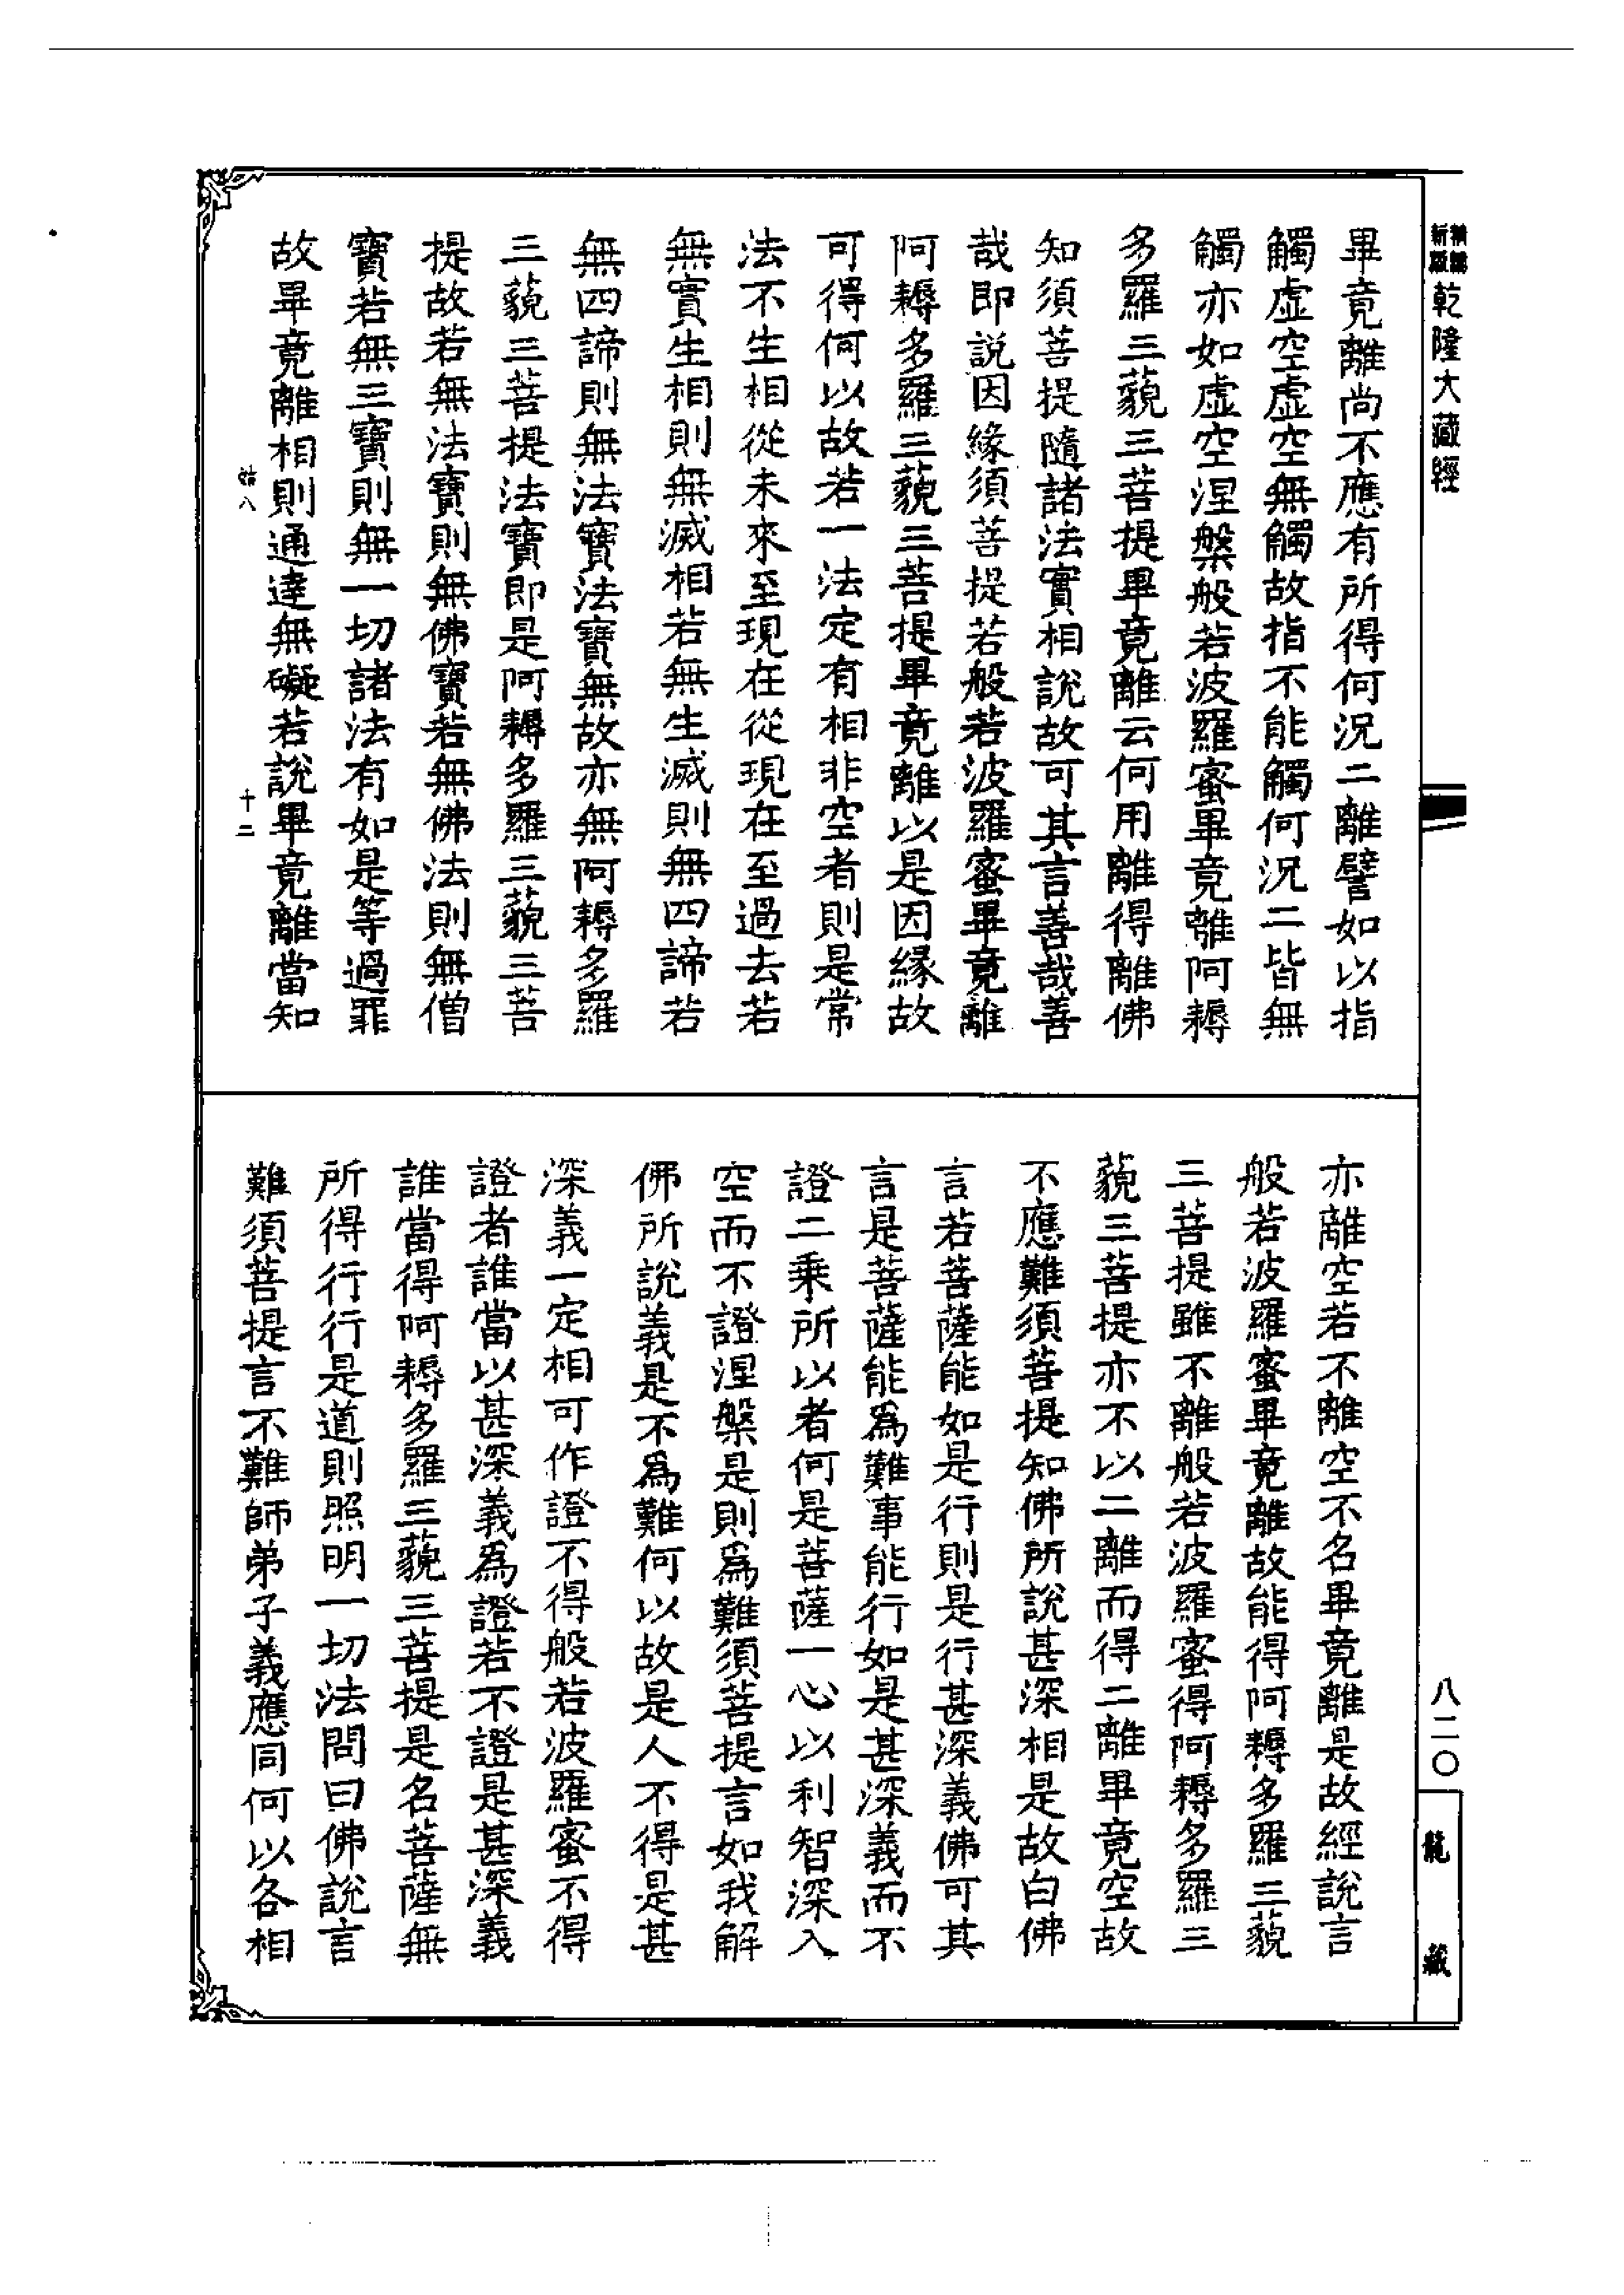 新精
版縮
乾隆大藏經
畢竟離尚不應有所得何況二離譬如以指
觸虛空虛空無觸故指不能觸何況二皆無
觸亦如虛空涅槃般若波羅蜜畢竟離阿耨
多羅三藐三菩提畢竟離云何用離得離佛
知須菩提隨諸法實相說故可其言善哉善
哉即說因緣須菩提若般若波羅蜜畢竟離
阿耨多羅三藐三菩提畢竟離以是因緣故
可得何以故若一法定有相非空者則是常
法不生相從未來至現在從現在至過去若
無實生相則無滅相若無生滅則無四諦若
無四諦則無法寶法寶無故亦無阿耨多羅
三藐三菩提法寶即是阿耨多羅三藐三菩
提故若無法寶則無佛寶若無佛法則無僧
寶若無三寶則無一切諸法有如是等過罪
故畢竟離相則通達無礙若說畢竟離當知
始八
十二
亦離空若不離空不名畢竟離是故經說言
般若波羅蜜畢竟離故能得阿耨多羅三藐
三菩提雖不離般若波羅蜜得阿耨多羅三
藐三菩提亦不以二離而得二離畢竟空故
不應難須菩提知佛所說甚深相是故白佛
言若菩薩能如是行則是行甚深義佛可其
言是菩薩能為難事能行如是甚深義而不
證二乘所以者何是菩薩一心以利智深入
空而不證涅槃是則為難須菩提言如我解
佛所說義是不為難何以故是人不得是甚
深義一定相可作證不得般若波羅蜜不得
證者誰當以甚深義為證若不證是甚深義
誰當得阿耨多羅三藐三菩提是名菩薩無
所得行行是道則照明一切法問曰佛說言
難須菩提言不難師弟子義應同何以各相
八二〇
龍藏